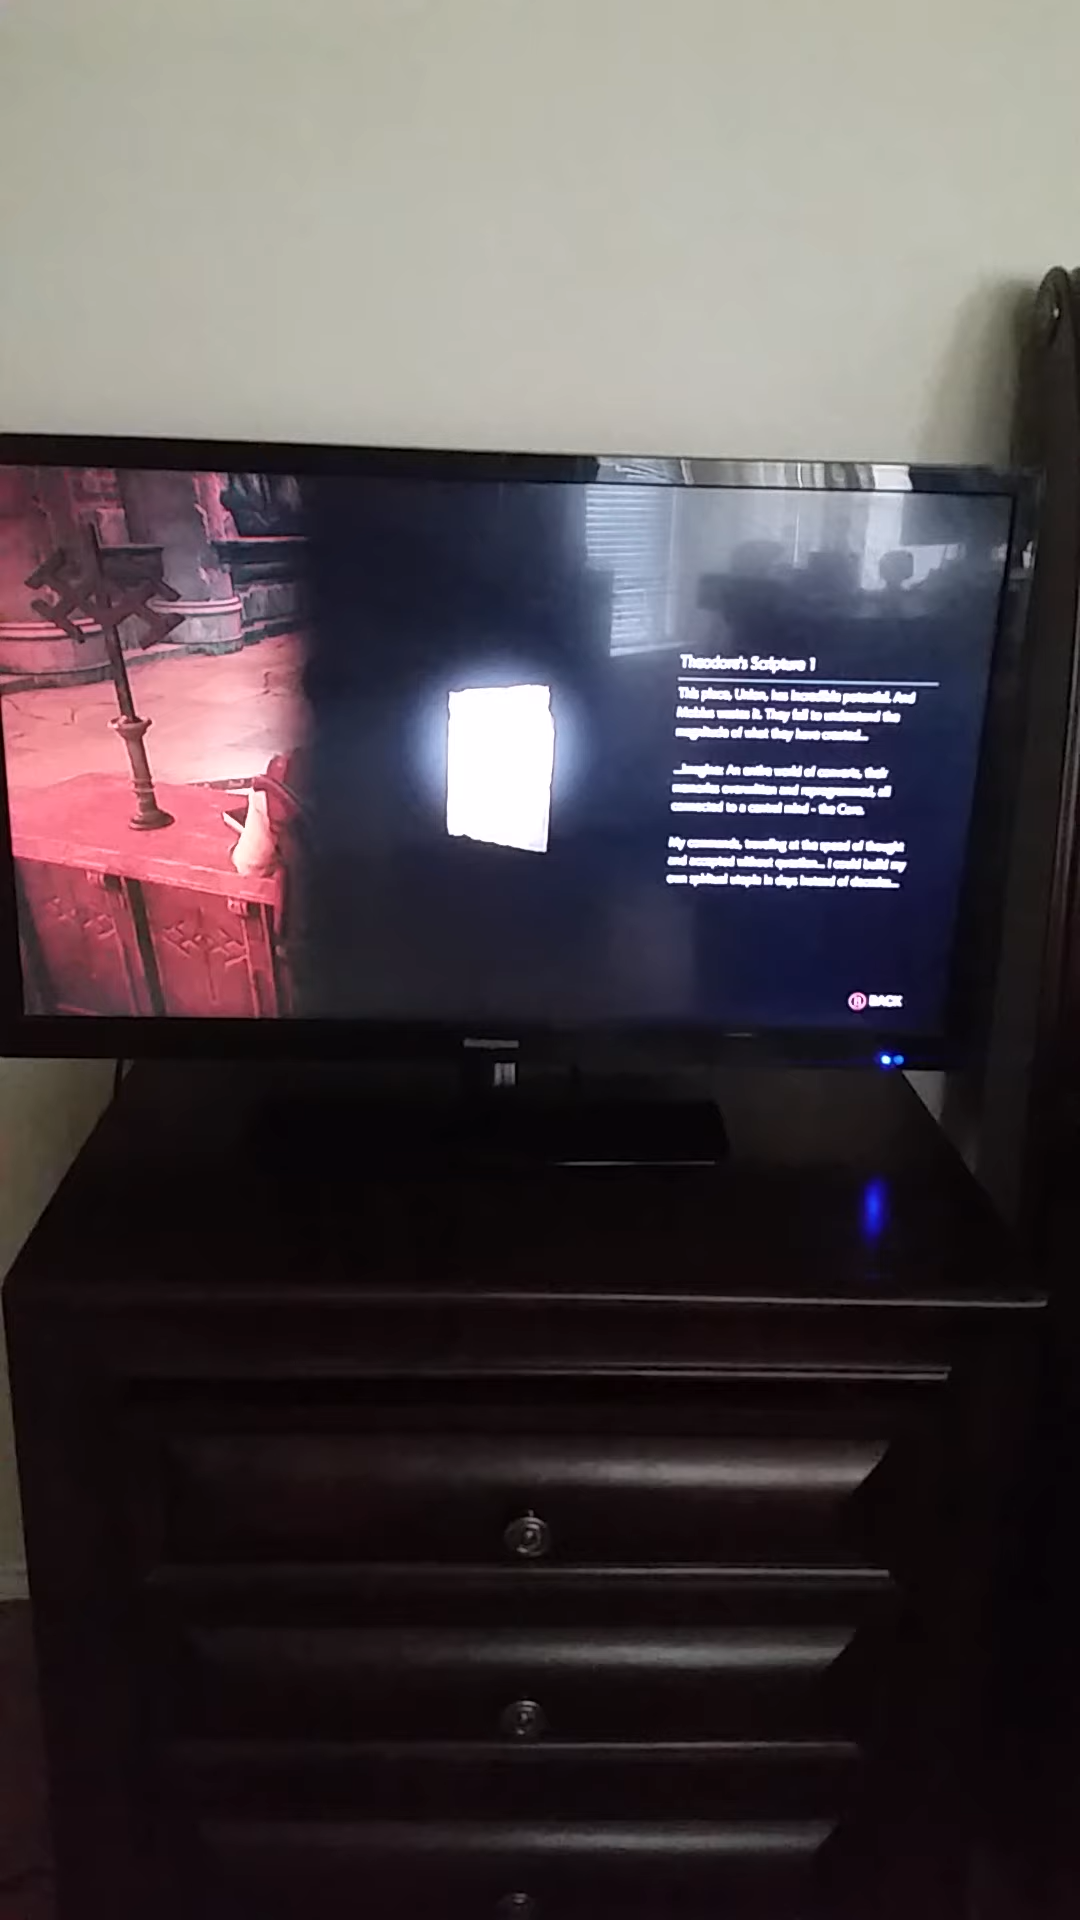 Theodore's Scripture 1
This place, Union, has incredible potential. And
Mobius wastes it. They fail to understand the
magnitude of what they have created...
...Imagine: An entire world of converts, their
memories overwritten and reprogrammed, all
connected to a central mind - the Core.
My commands, traveling at the speed of thought
and accepted without question... I could build my
own spiritual utopia in days instead of decades...
B BACK